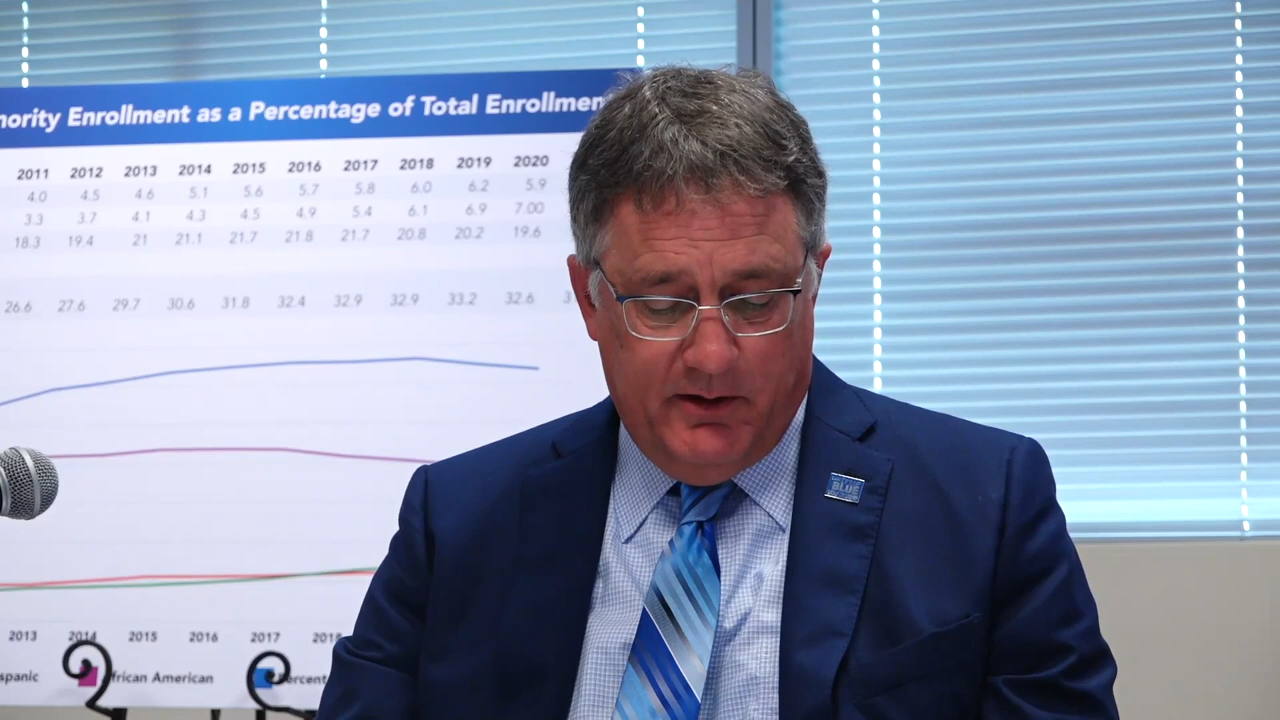 nority Enrollment as a Percentage of Total Enrollmen
2011 2012 2013 2014 2015 2016 2017 2018 2019 2020
4.0 4.5 4.6 5.1 5.6 5.7 5.8 6.0 6.2 5.9
3.3 3.7 4.1 4.3 4.5 4.9 5.4 6.1 6.9 7.00
18.3 19.4 21 21.1 21.7 21.8 21.7 20.8 20.2 19.6
26.6 27.6 29.7 30.6 31.8 32.4 32.9 32.9 33.2 32.6 3
2013 2014 2015 2016 2017 2018
spanic African American Percent
BLUE